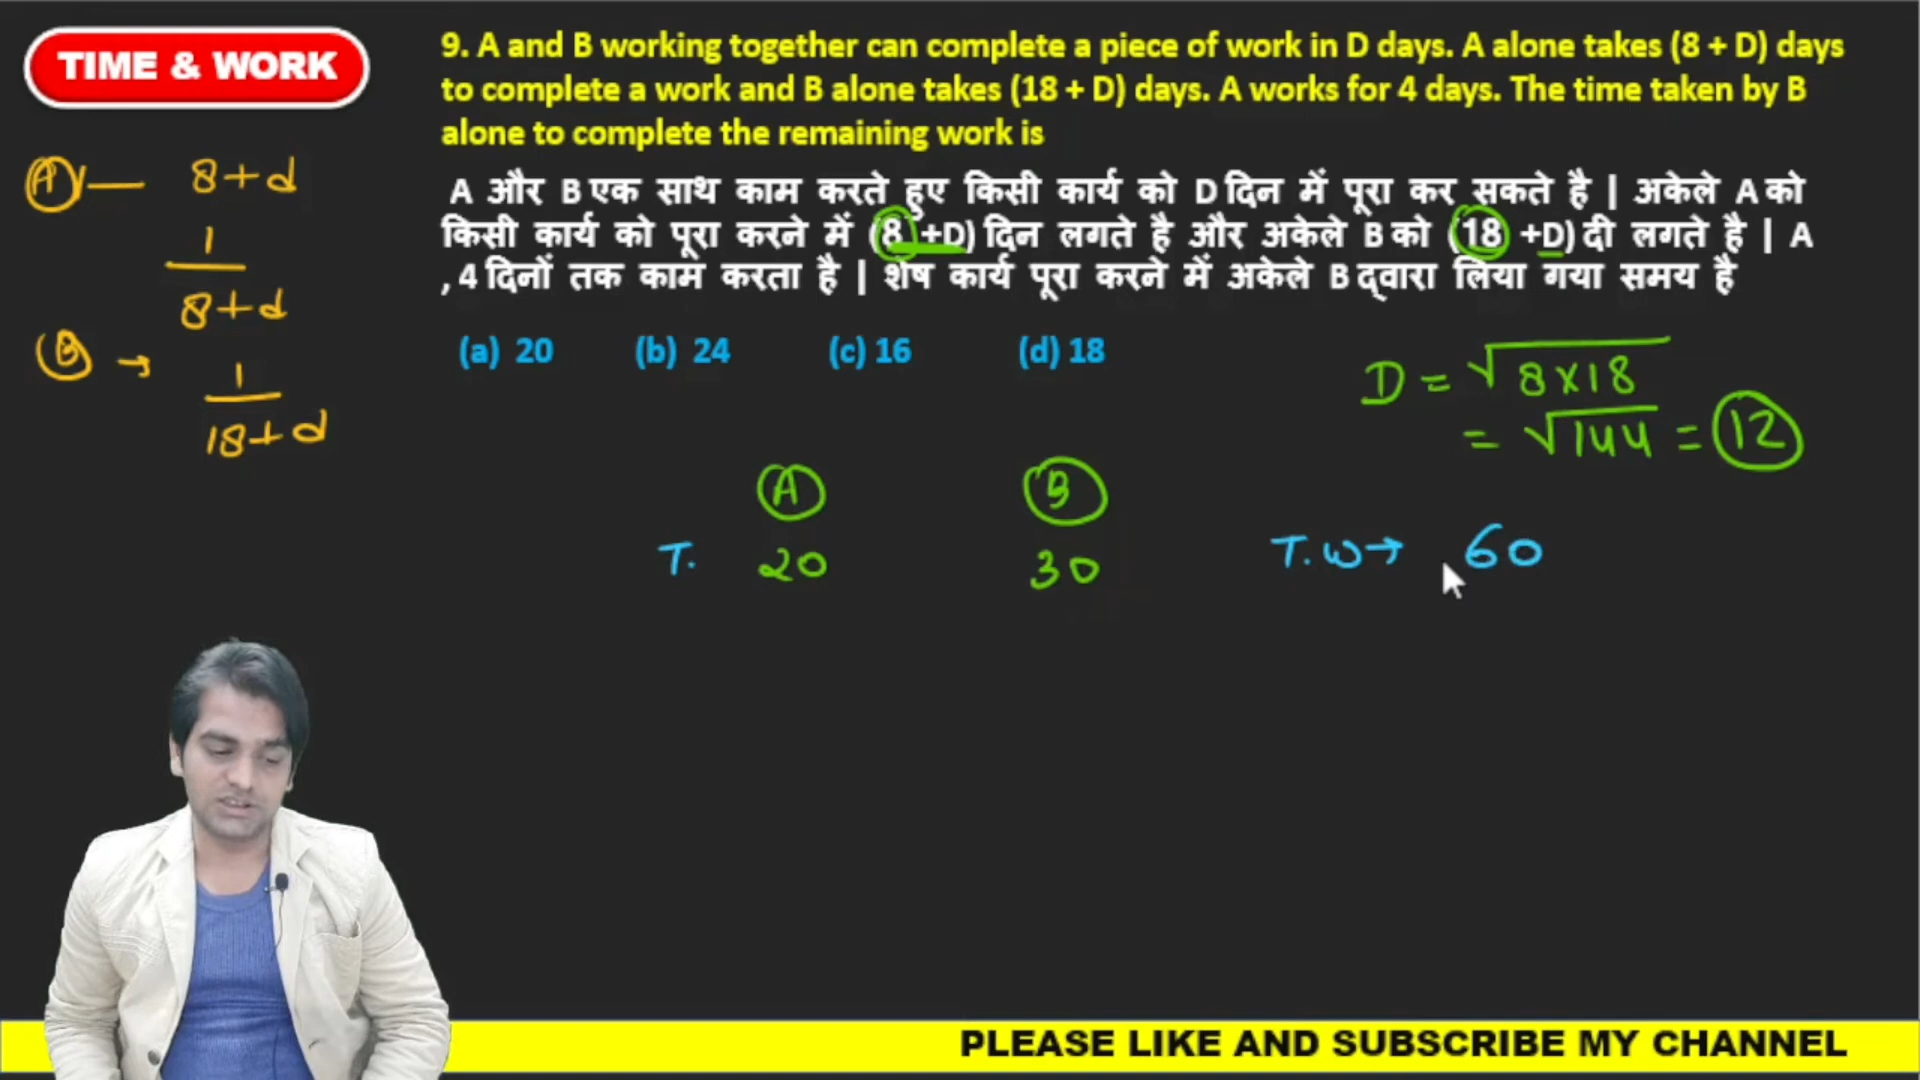 TIME & WORK
9. A and B working together can complete a piece of work in D days. A alone takes (8 + D) days
to complete a work and B alone takes (18 + D) days. A works for 4 days. The time taken by B
alone to complete the remaining work is
A और B एक साथ काम करते हुए किसी कार्य को D दिन में पूरा कर सकते है | अकेले A को
किसी कार्य को पूरा करने में (8 +D) दिन लगते है और अकेले B को (18 +D) दी लगते है | A
, 4 दिनों तक काम करता है | शेष कार्य पूरा करने में अकेले B द्वारा लिया गया समय है
(a) 20 (b) 24 (c) 16 (d) 18
A — 8+d
1
8+d
B → 1
18+d
D = √8×18
= √144 = 12
A B
T. 20 30 T.W→ 60
PLEASE LIKE AND SUBSCRIBE MY CHANNEL